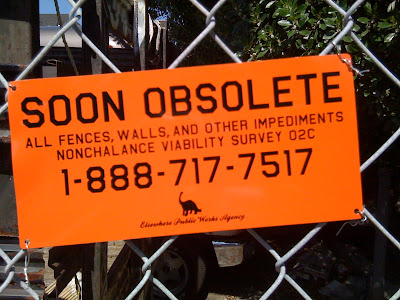 SOON OBSOLETE
ALL FENCES, WALLS, AND OTHER IMPEDIMENTS
NONCHALANCE VIABILITY SURVEY 02C
1-888-717-7517
Elsewhere Public Works Agency